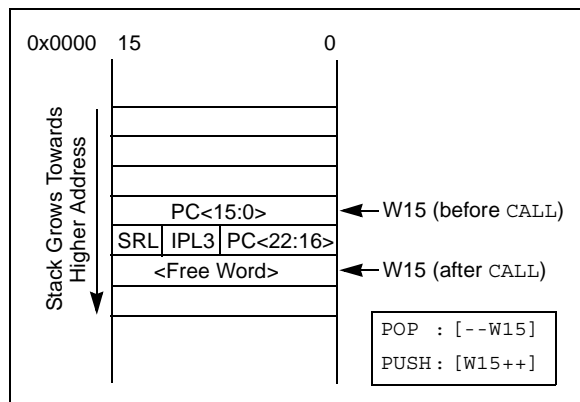 0x0000 15 0
Stack Grows Towards
Higher Address
PC<15:0>
W15 (before CALL)
SRL IPL3 PC<22:16>
<Free Word>
W15 (after CALL)
POP : [--W15]
PUSH : [W15++]